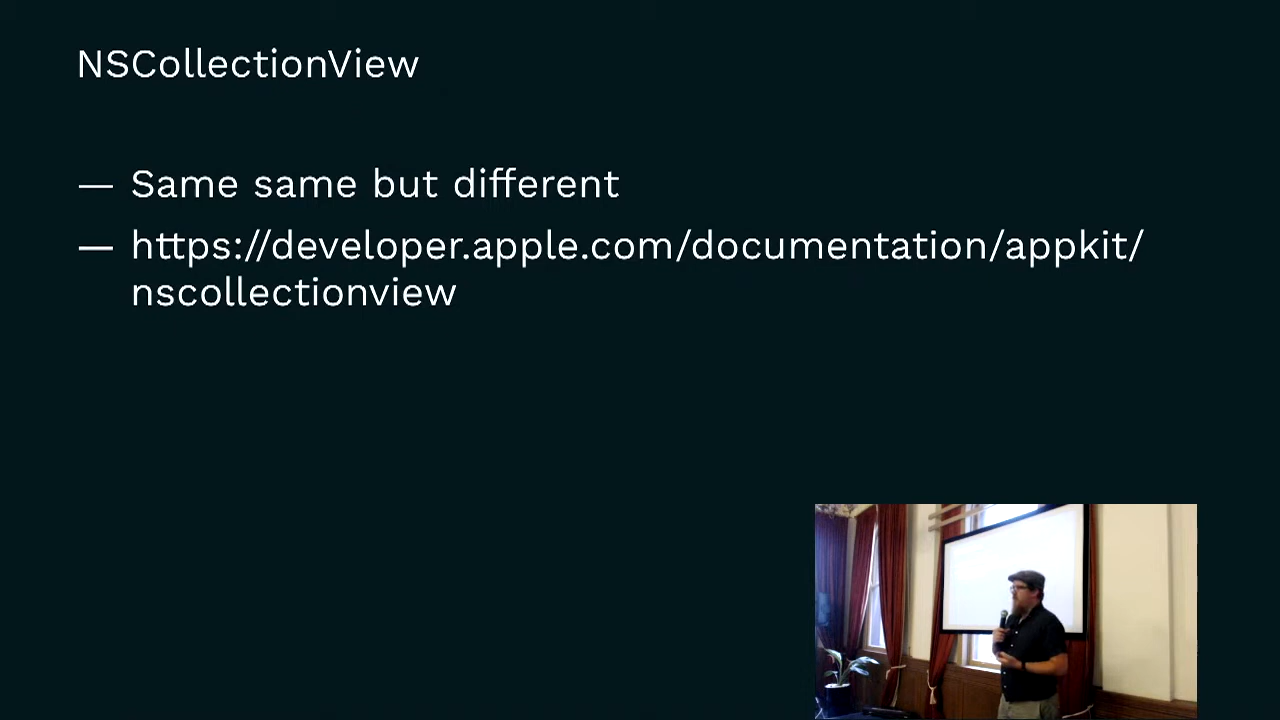 NSCollectionView
— Same same but different
— https://developer.apple.com/documentation/appkit/
nscollectionview